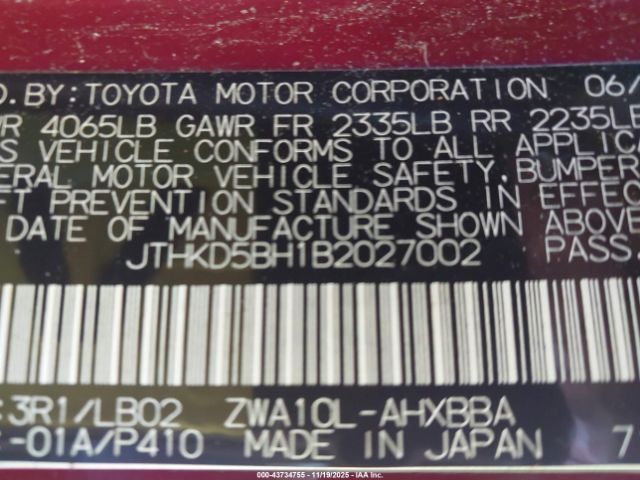 D.BY:TOYOTA MOTOR CORPORATION 06/
VR 4065LB GAWR FR 2335LB RR 2235LB
S VEHICLE CONFORMS TO ALL APPLICA
ERAL MOTOR VEHICLE SAFETY,BUMPER
FT PREVENTION STANDARDS IN EFFEC
DATE OF MANUFACTURE SHOWN ABOVE
JTHKD5BH1B2027002 PASS.
:3R1/LB02 ZWA10L-AHXBBA
-01A/P410 MADE IN JAPAN 7
000-43734755 - 11/19/2025 - IAA Inc.